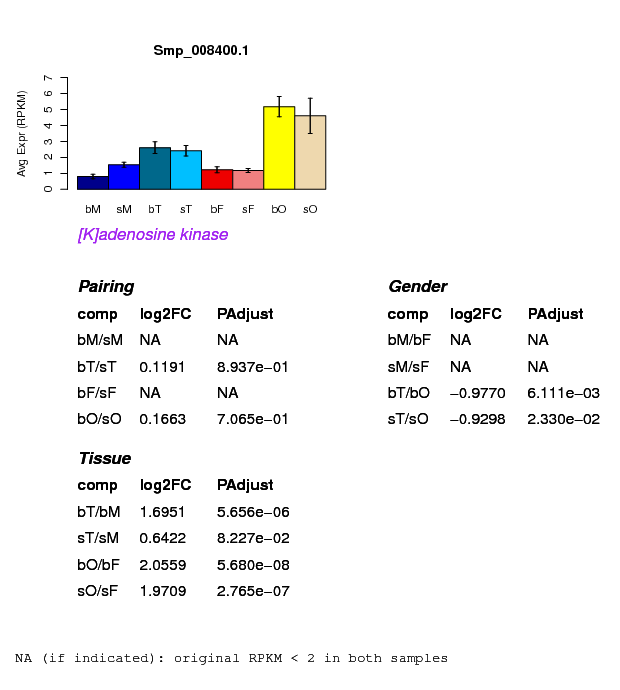 Smp_008400.1
Avg Expr (RPKM)
7
6
5
4
3
2
1
0
bM sM bT sT bF sF bO sO
[K]adenosine kinase
Pairing
comp log2FC PAdjust
bM/sM NA NA
bT/sT 0.1191 8.937e−01
bF/sF NA NA
bO/sO 0.1663 7.065e−01
Gender
comp log2FC PAdjust
bM/bF NA NA
sM/sF NA NA
bT/bO −0.9770 6.111e−03
sT/sO −0.9298 2.330e−02
Tissue
comp log2FC PAdjust
bT/bM 1.6951 5.656e−06
sT/sM 0.6422 8.227e−02
bO/bF 2.0559 5.680e−08
sO/sF 1.9709 2.765e−07
NA (if indicated): original RPKM < 2 in both samples